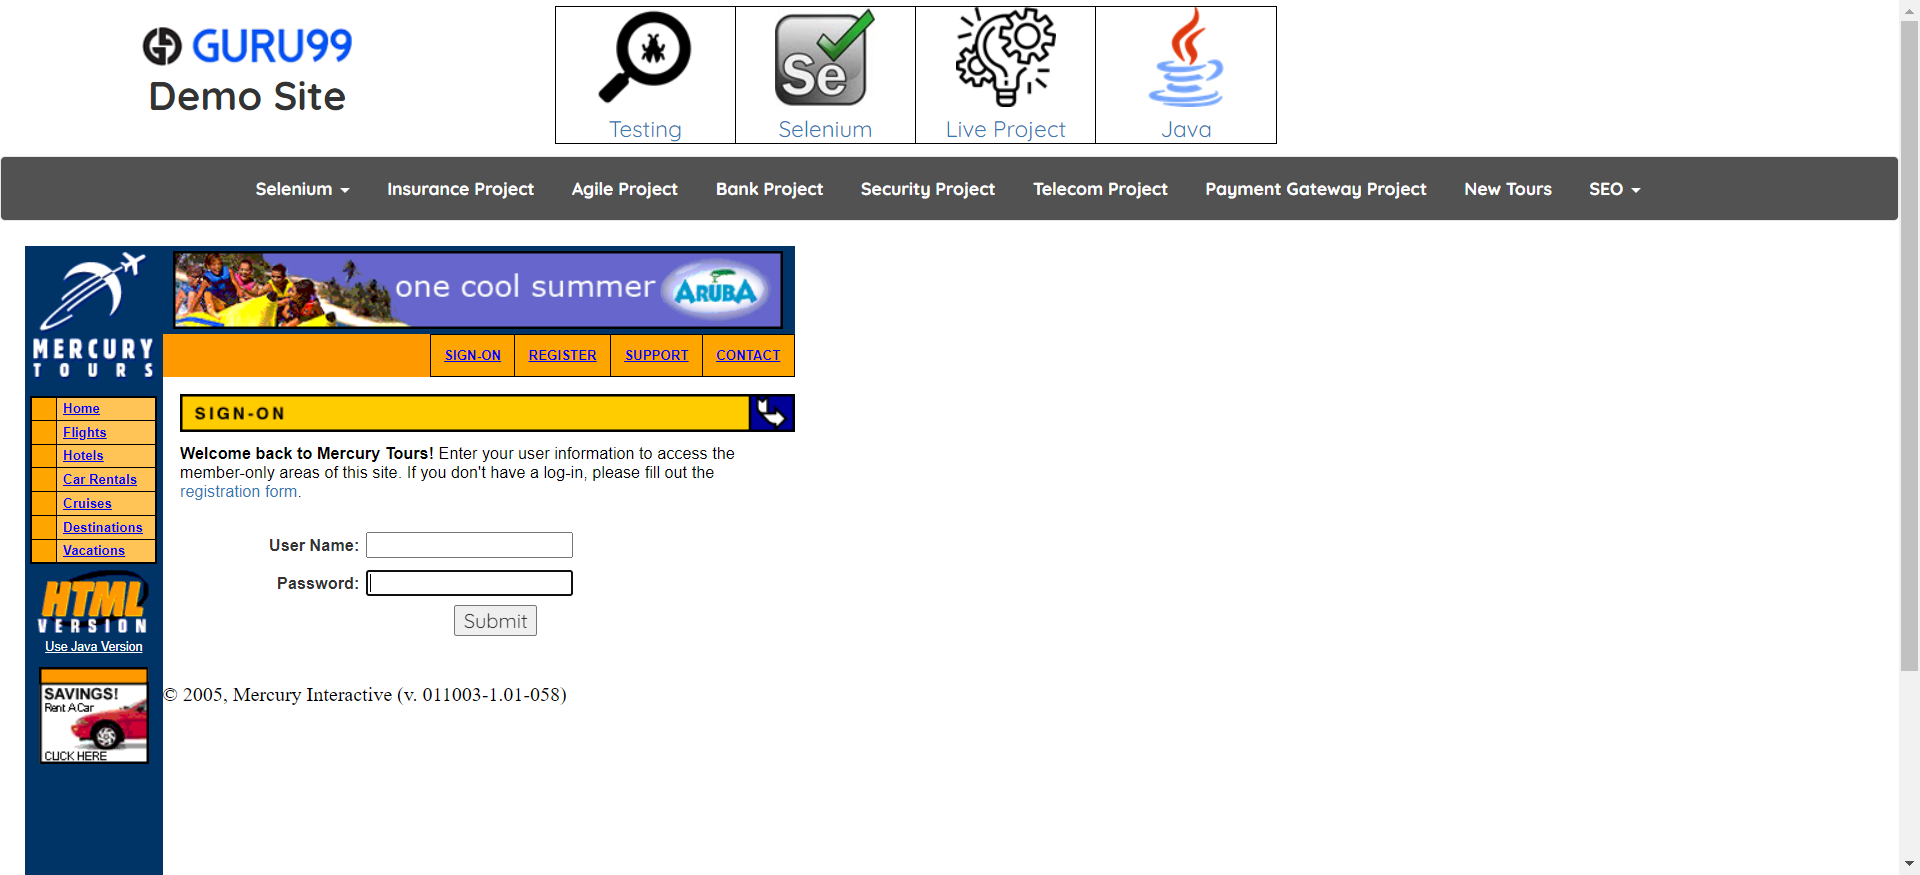 GURU99
Demo Site
Testing
Se
Selenium
Live Project
Java
Selenium
Insurance Project
Agile Project
Bank Project
Security Project
Telecom Project
Payment Gateway Project
New Tours
SEO
MERCURY
TOURS
one cool summer
ARUBA
SIGN-ON
REGISTER
SUPPORT
CONTACT
Home
Flights
Hotels
Car Rentals
Cruises
Destinations
Vacations
HTML
VERSION
Use Java Version
SAVINGS!
Rent A Car
CLICK HERE
SIGN-ON
Welcome back to Mercury Tours! Enter your user information to access the
member-only areas of this site. If you don't have a log-in, please fill out the
registration form.
User Name:
Password:
Submit
© 2005, Mercury Interactive (v. 011003-1.01-058)